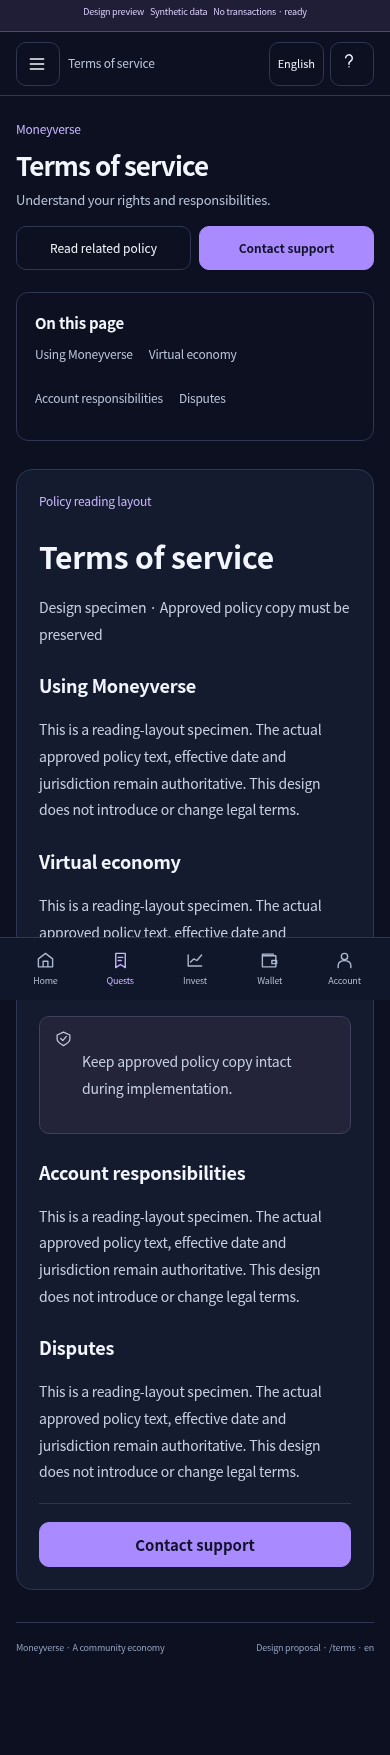 Design preview Synthetic data No transactions · ready
Terms of service
English
?
Moneyverse
Terms of service
Understand your rights and responsibilities.
Read related policy
Contact support
On this page
Using Moneyverse Virtual economy
Account responsibilities Disputes
Policy reading layout
Terms of service
Design specimen · Approved policy copy must be
preserved
Using Moneyverse
This is a reading-layout specimen. The actual
approved policy text, effective date and
jurisdiction remain authoritative. This design
does not introduce or change legal terms.
Virtual economy
This is a reading-layout specimen. The actual
approved policy text, effective date and
Home Quests Invest Wallet Account
Keep approved policy copy intact
during implementation.
Account responsibilities
This is a reading-layout specimen. The actual
approved policy text, effective date and
jurisdiction remain authoritative. This design
does not introduce or change legal terms.
Disputes
This is a reading-layout specimen. The actual
approved policy text, effective date and
jurisdiction remain authoritative. This design
does not introduce or change legal terms.
Contact support
Moneyverse · A community economy
Design proposal · /terms · en